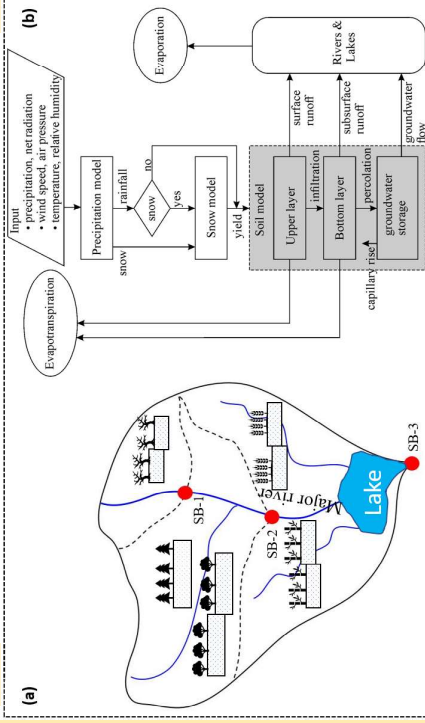 (a)
SB-1
SB-2
Major river
Lake
SB-3
(b)
Input
• precipitation, net radiation
• wind speed, air pressure
• temperature, relative humidity
Evapotranspiration
Precipitation model
snow
rainfall
snow
no
yes
Snow model
yield
Soil model
Upper layer
infiltration
Bottom layer
capillary rise
percolation
groundwater
storage
surface
runoff
subsurface
runoff
groundwater
flow
Evaporation
Rivers &
Lakes